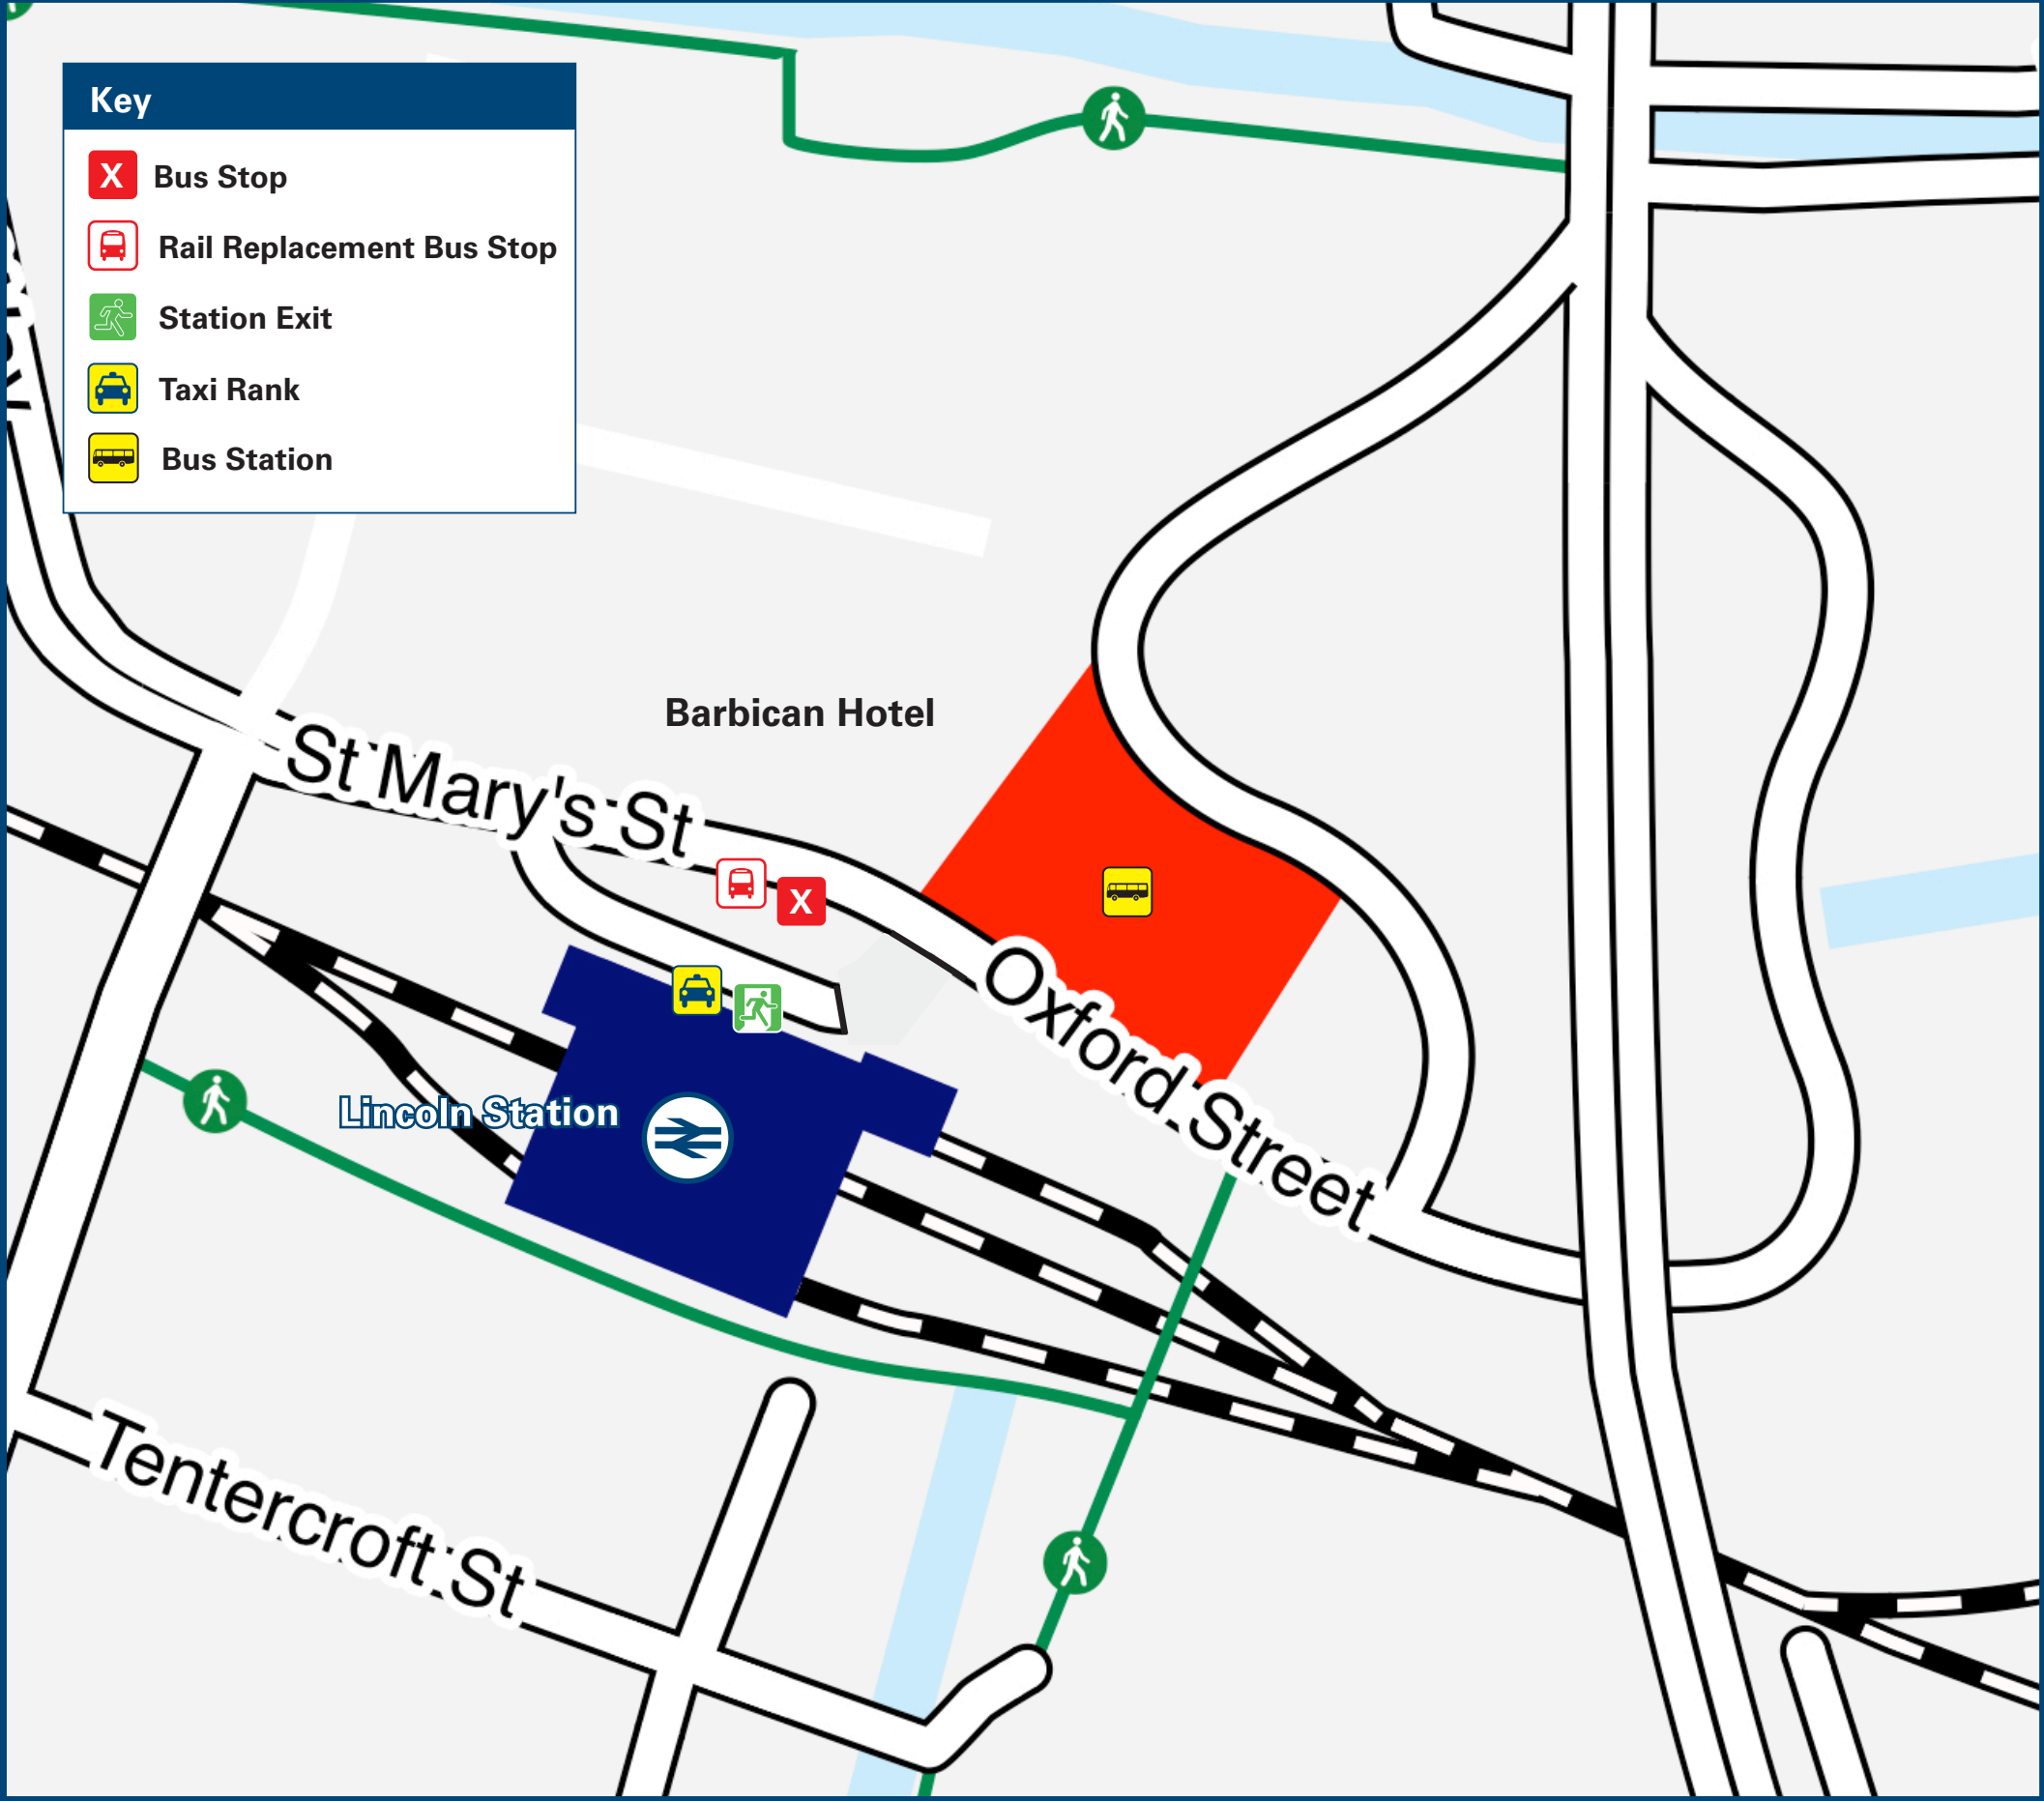 Key
X
Bus Stop
Rail Replacement Bus Stop
Station Exit
Taxi Rank
Bus Station
Barbican Hotel
St Mary's St
X
Oxford Street
Lincoln Station
Tentercroft St